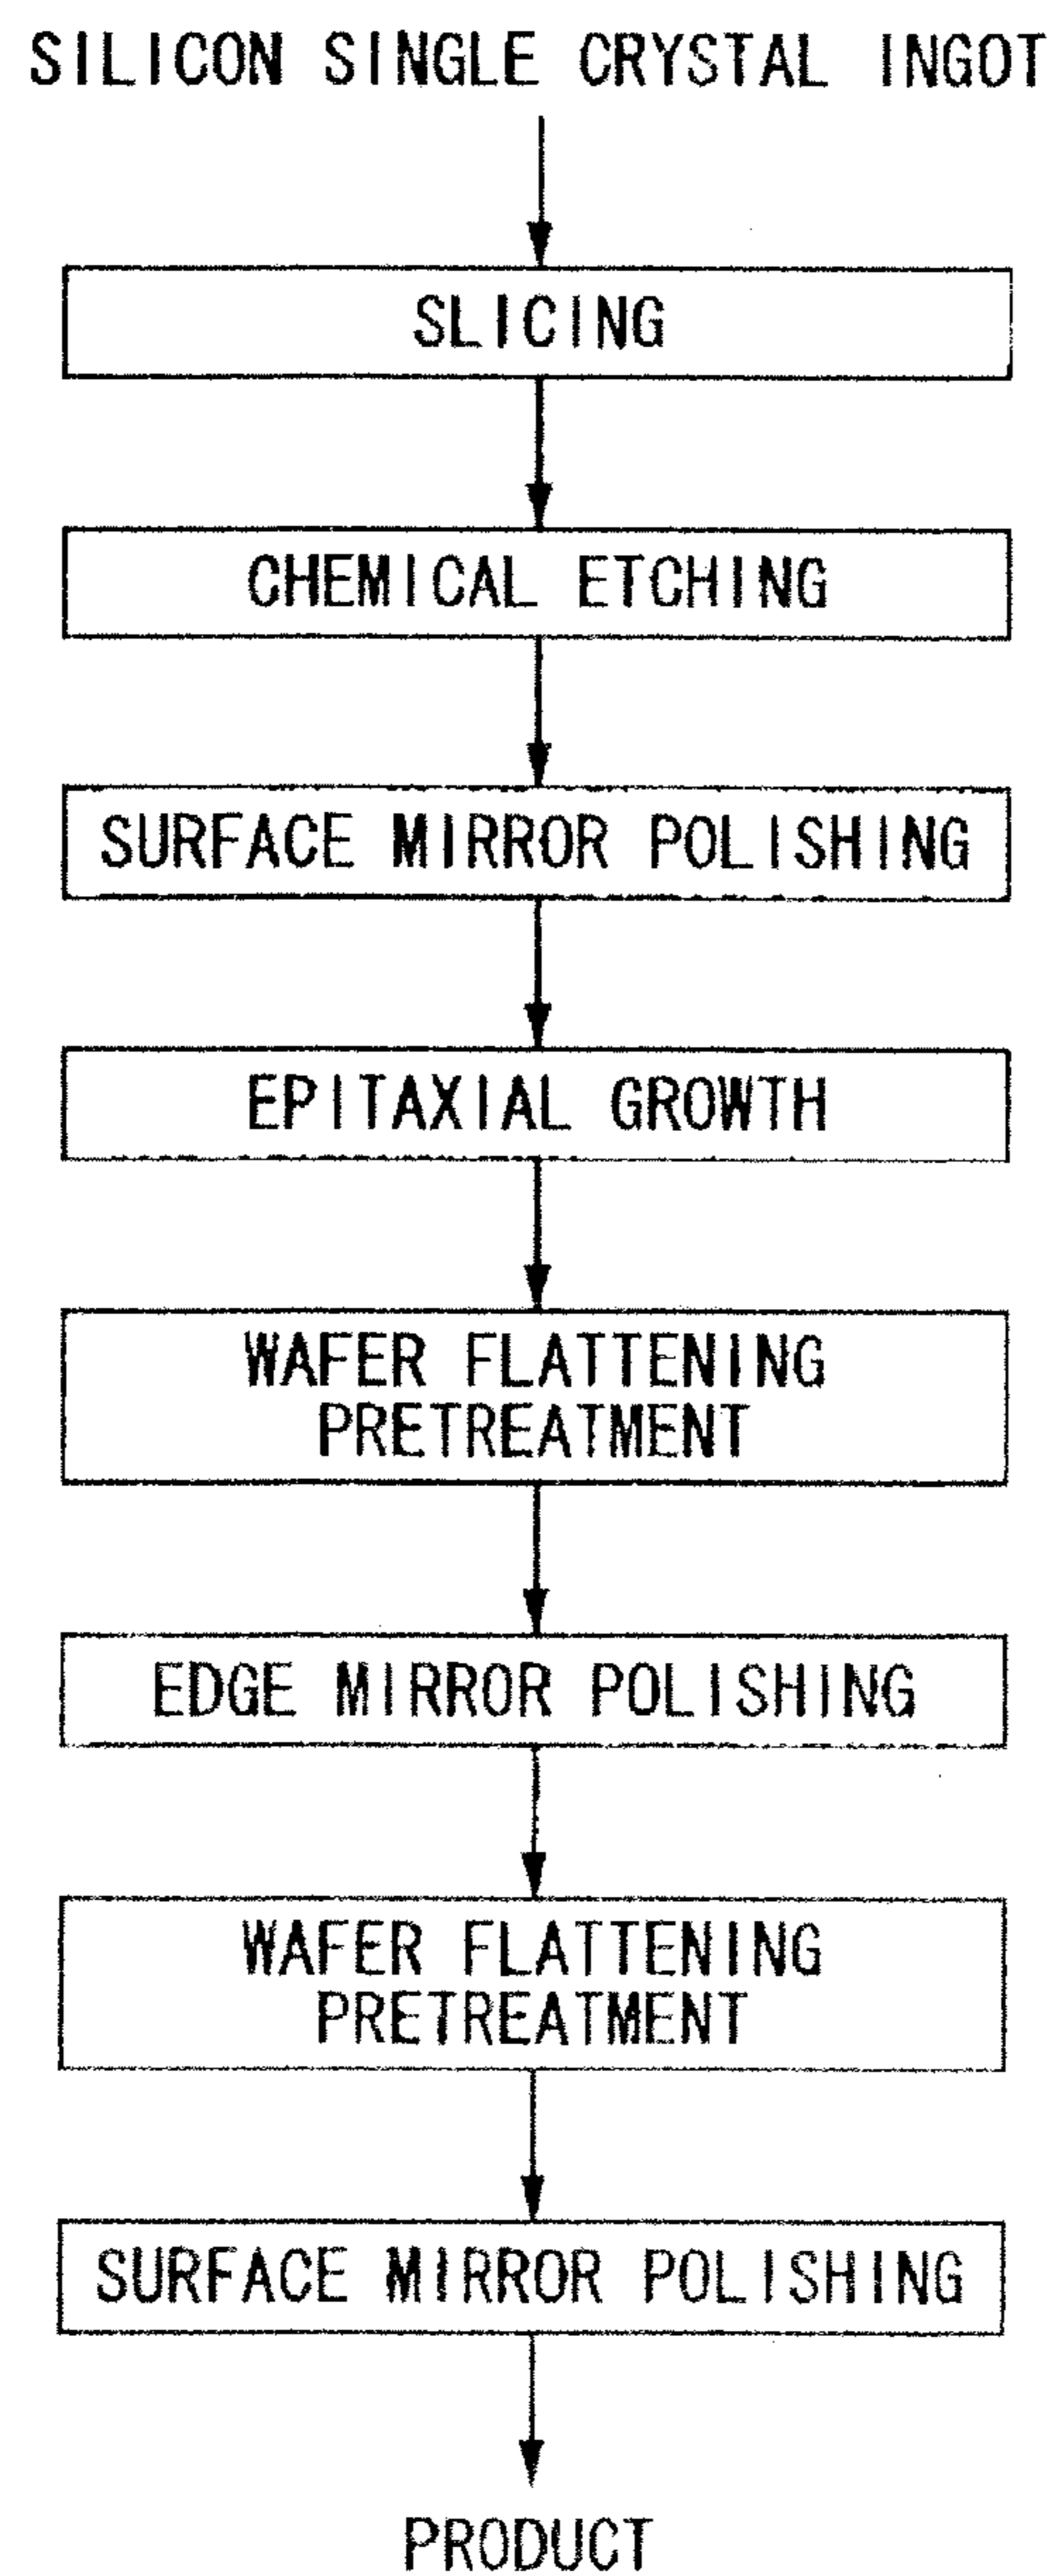 SILICON SINGLE CRYSTAL INGOT
SLICING
CHEMICAL ETCHING
SURFACE MIRROR POLISHING
EPITAXIAL GROWTH
WAFER FLATTENING
PRETREATMENT
EDGE MIRROR POLISHING
WAFER FLATTENING
PRETREATMENT
SURFACE MIRROR POLISHING
PRODUCT